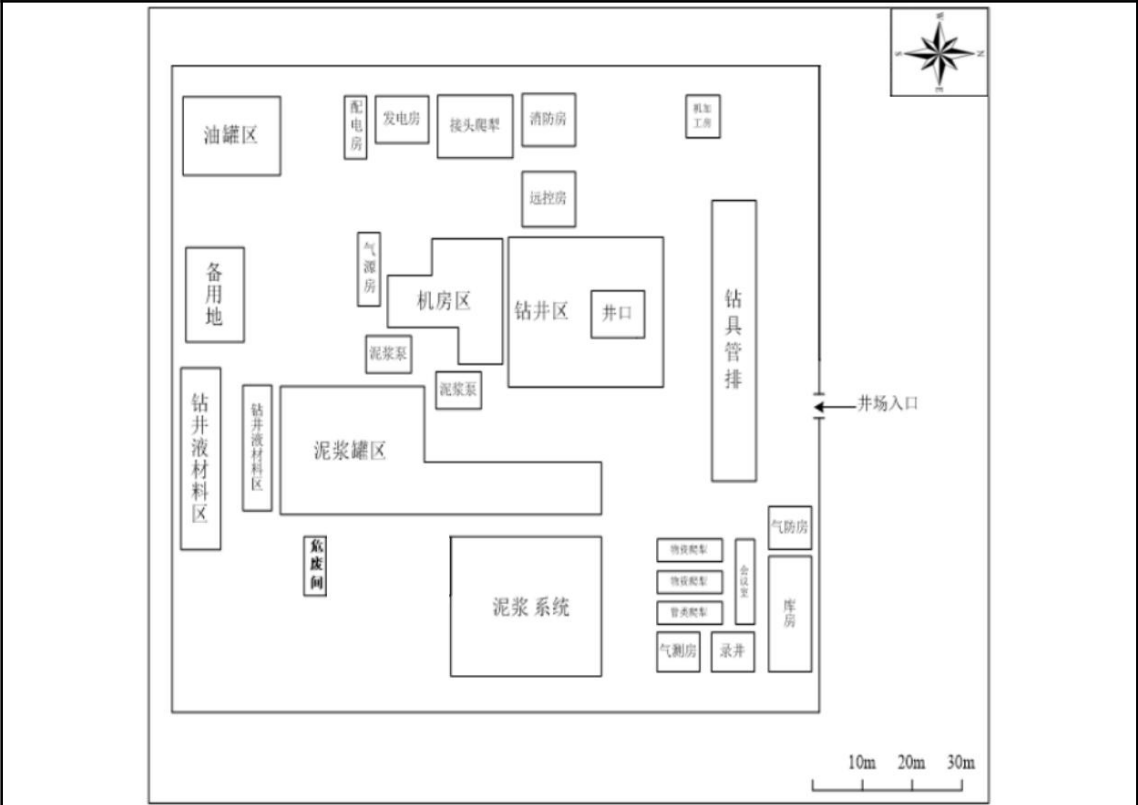 W
S
N
E
油罐区
配电房
发电房
接头爬犁
消防房
机加
工房
远控房
备用地
气源房
机房区
钻井区
井口
钻具管排
泥浆泵
泥浆泵
井场入口
钻井液材料区
钻井液材料区
泥浆罐区
危废间
泥浆 系统
气防房
物资爬犁
会议室
物资爬犁
管类爬犁
库房
气测房
录井
10m
20m
30m